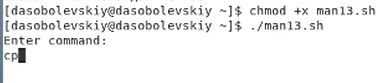 [dasobolevskiy@dasobolevskiy ~]$ chmod +x man13.sh
[dasobolevskiy@dasobolevskiy ~]$ ./man13.sh
Enter command:
cp